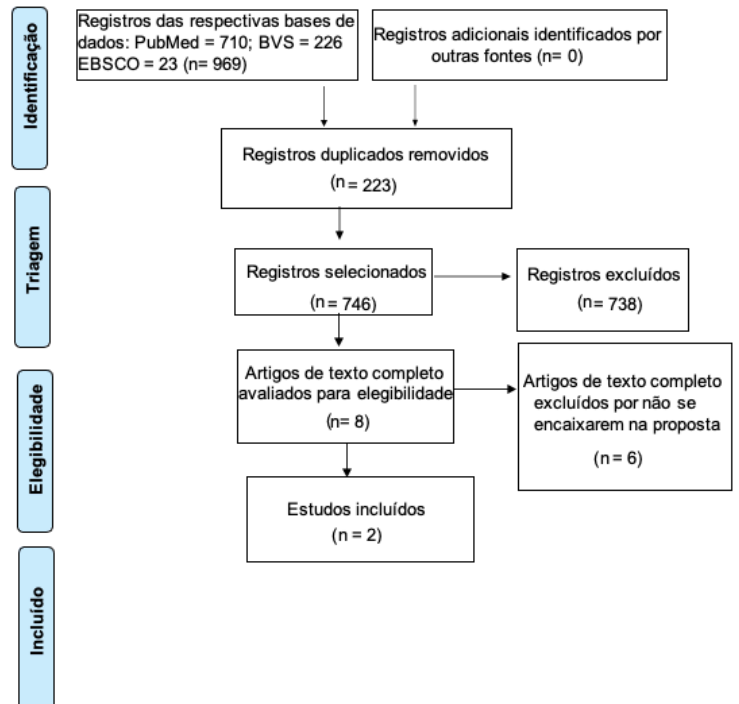 Identificação
Registros das respectivas bases de
dados: PubMed = 710; BVS = 226
EBSCO = 23 (n= 969)
Registros adicionais identificados por
outras fontes (n= 0)
Registros duplicados removidos
(n = 223)
Triagem
Registros selecionados
(n = 746)
Registros excluídos
(n= 738)
Elegibilidade
Artigos de texto completo
avaliados para elegibilidade
(n= 8)
Artigos de texto completo
excluídos por não se
encaixarem na proposta
(n = 6)
Estudos incluídos
(n = 2)
Incluído